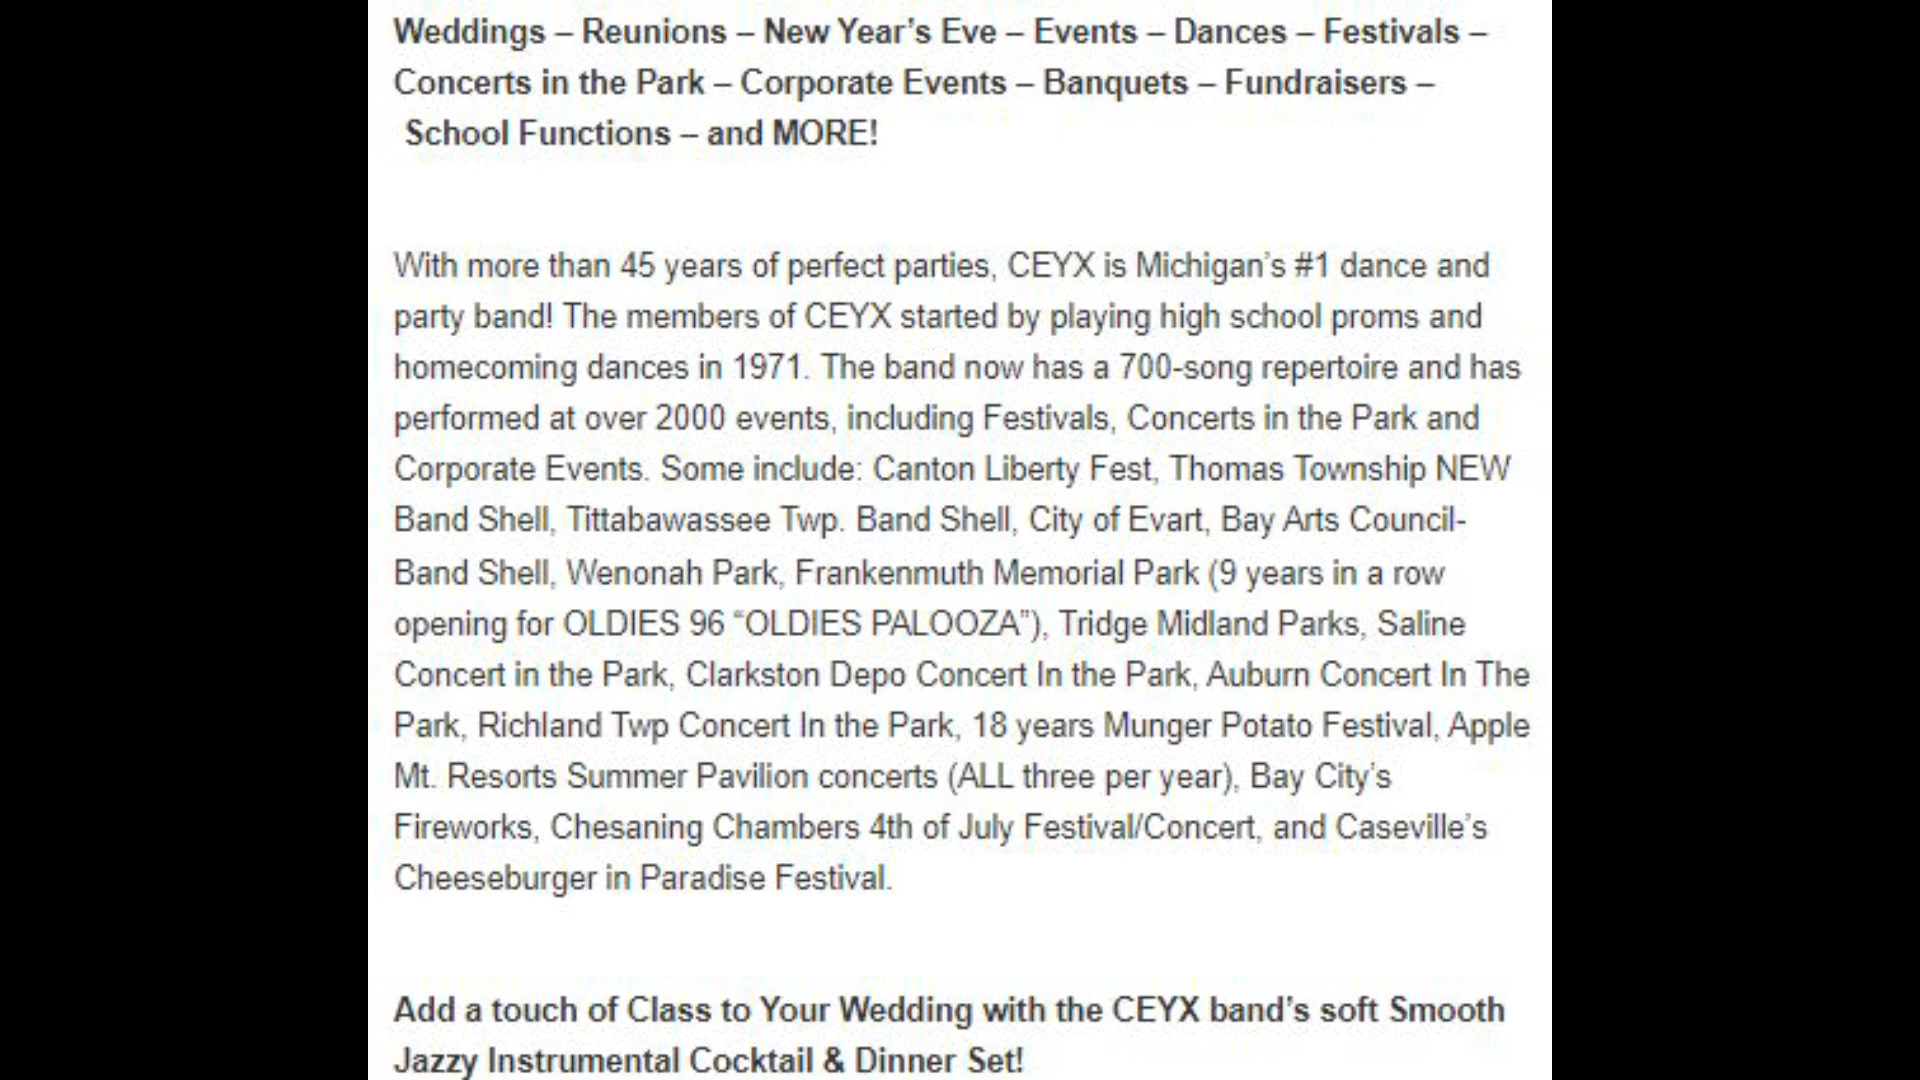 Weddings – Reunions – New Year’s Eve – Events – Dances – Festivals –
Concerts in the Park – Corporate Events – Banquets – Fundraisers –
School Functions – and MORE!
With more than 45 years of perfect parties, CEYX is Michigan’s #1 dance and
party band! The members of CEYX started by playing high school proms and
homecoming dances in 1971. The band now has a 700-song repertoire and has
performed at over 2000 events, including Festivals, Concerts in the Park and
Corporate Events. Some include: Canton Liberty Fest, Thomas Township NEW
Band Shell, Tittabawassee Twp. Band Shell, City of Evart, Bay Arts Council-
Band Shell, Wenonah Park, Frankenmuth Memorial Park (9 years in a row
opening for OLDIES 96 “OLDIES PALOOZA”), Tridge Midland Parks, Saline
Concert in the Park, Clarkston Depo Concert In the Park, Auburn Concert In The
Park, Richland Twp Concert In the Park, 18 years Munger Potato Festival, Apple
Mt. Resorts Summer Pavilion concerts (ALL three per year), Bay City’s
Fireworks, Chesaning Chambers 4th of July Festival/Concert, and Caseville’s
Cheeseburger in Paradise Festival.
Add a touch of Class to Your Wedding with the CEYX band’s soft Smooth
Jazzy Instrumental Cocktail & Dinner Set!